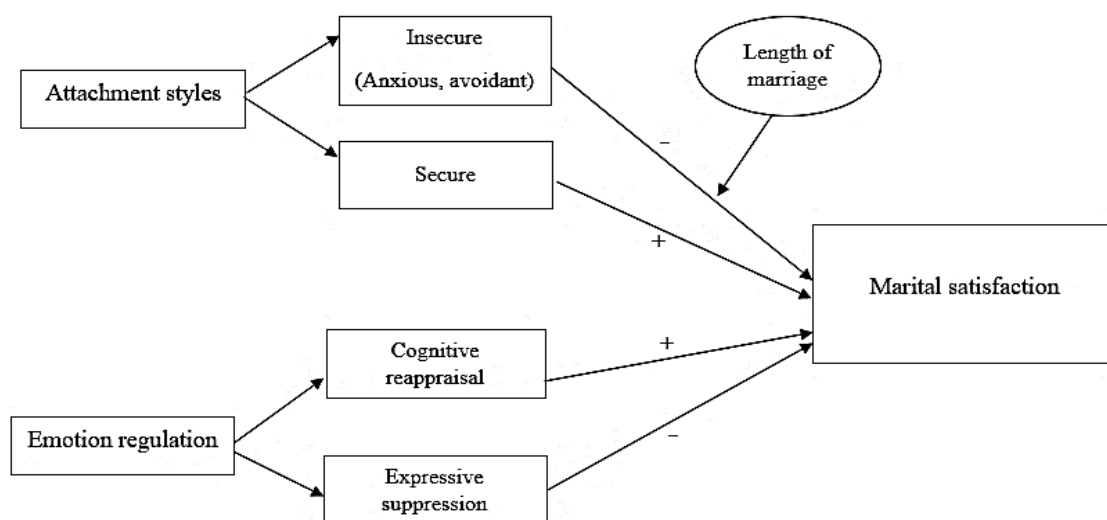 Attachment styles
Insecure
(Anxious, avoidant)
Secure
Length of
marriage
–
+
Marital satisfaction
Emotion regulation
Cognitive
reappraisal
Expressive
suppression
+
–